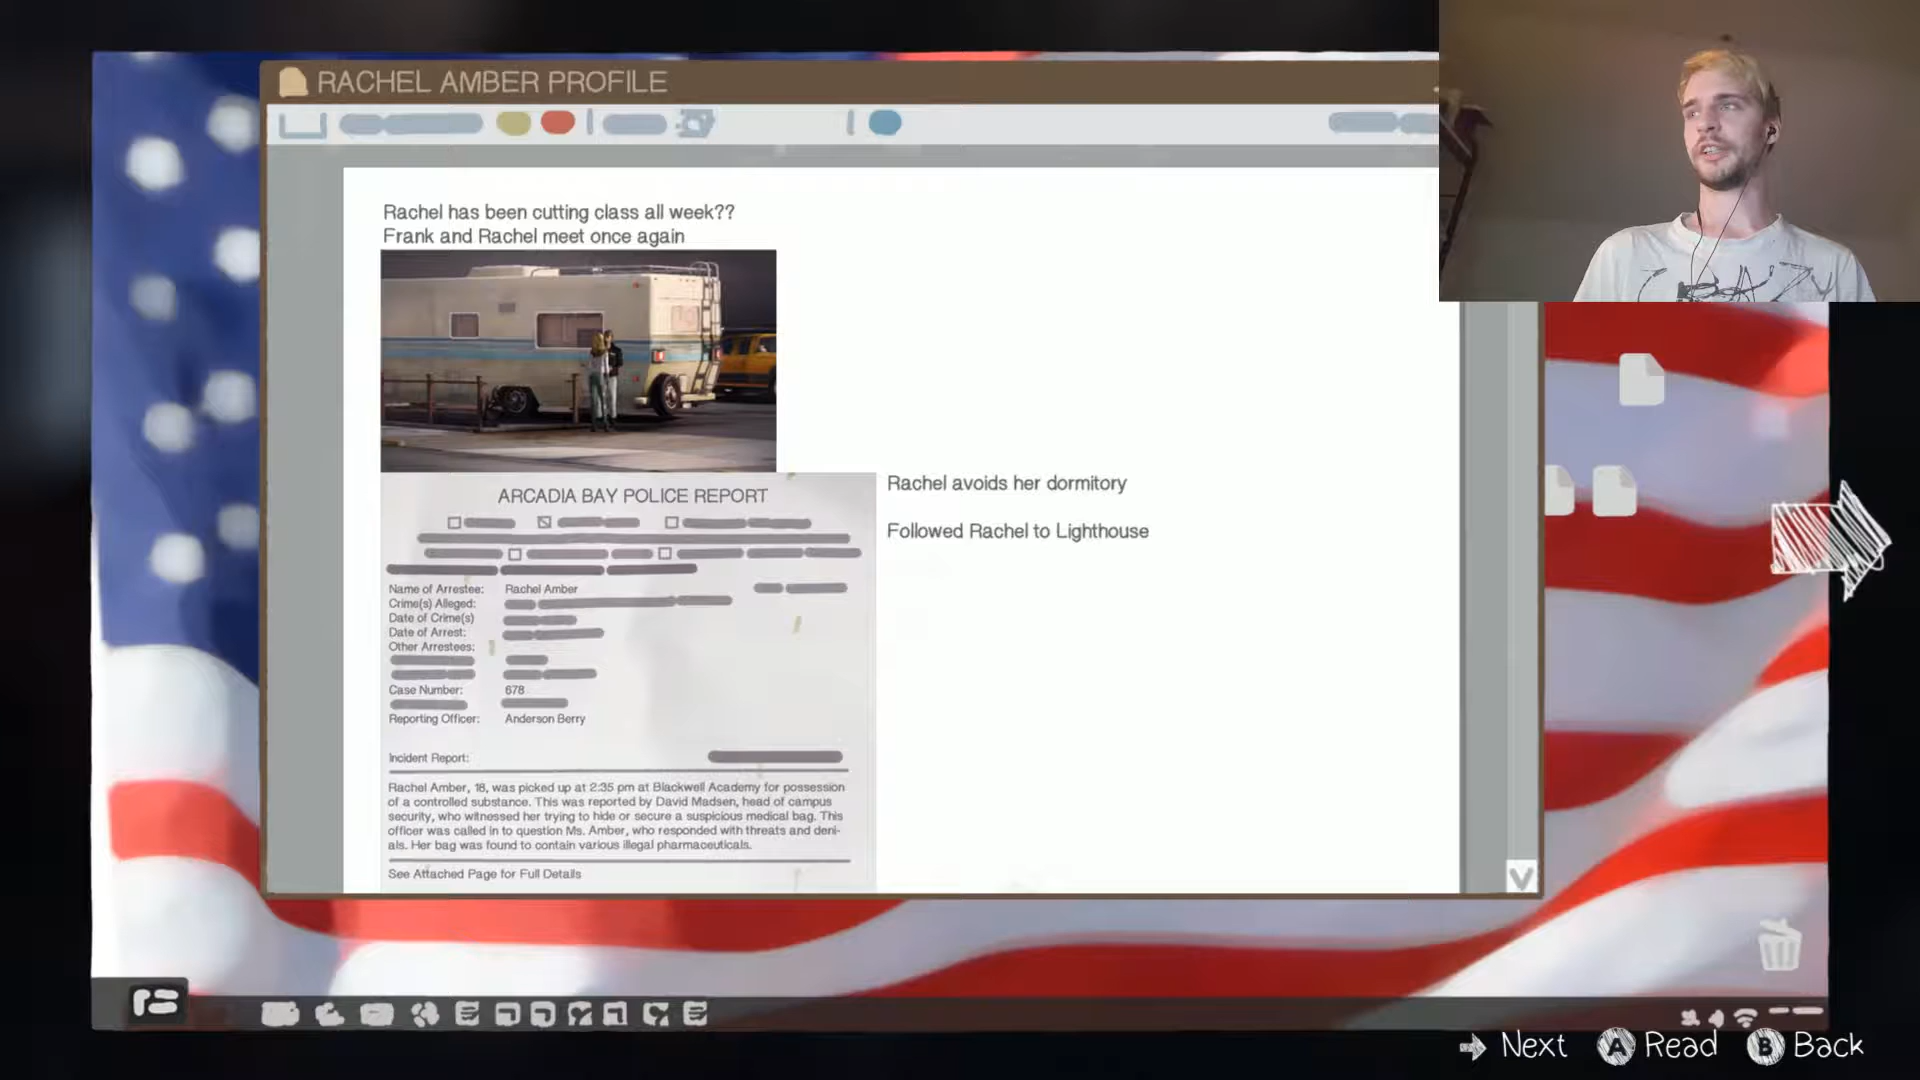 RACHEL AMBER PROFILE
Rachel has been cutting class all week??
Frank and Rachel meet once again
Rachel avoids her dormitory
Followed Rachel to Lighthouse
ARCADIA BAY POLICE REPORT
Name of Arrestee: Rachel Amber
Crime(s) Alleged:
Date of Crime(s)
Date of Arrest:
Other Arrestees:
Case Number: 678
Reporting Officer: Anderson Berry
Incident Report:
Rachel Amber, 18, was picked up at 2:35 pm at Blackwell Academy for possession
of a controlled substance. This was reported by David Madsen, head of campus
security, who witnessed her trying to hide or secure a suspicious medical bag. This
officer was called in to question Ms. Amber, who responded with threats and deni-
als. Her bag was found to contain various illegal pharmaceuticals.
See Attached Page for Full Details
CRAZY
V
Next A Read B Back